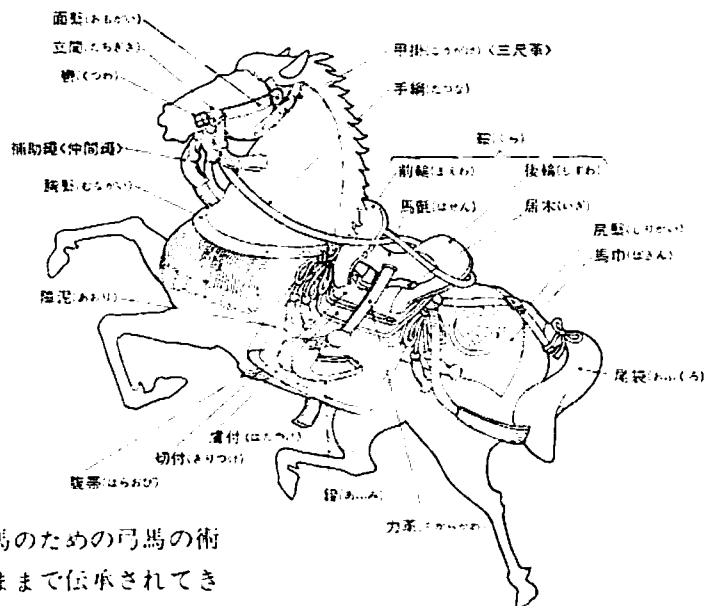 面繋(おもがい)
立聞(たちぎき)
轡(くつわ)
甲掛(こうがけ)〈三尺革〉
手綱(たづな)
補助縄〈仲間縄〉
鞍(くら)
前輪(まえわ)
後輪(しずわ)
胸繋(むながい)
馬氈(ばせん)
居木(いぎ)
尻繋(しりがい)
馬巾(ばきん)
障泥(あおり)
尾袋(おぶくろ)
膚付(はだつけ)
切付(きりつけ)
腹帯(はらおび)
鐙(あぶみ)
力革(ちからがわ)
馬のための弓馬の術
ままで伝承されてき